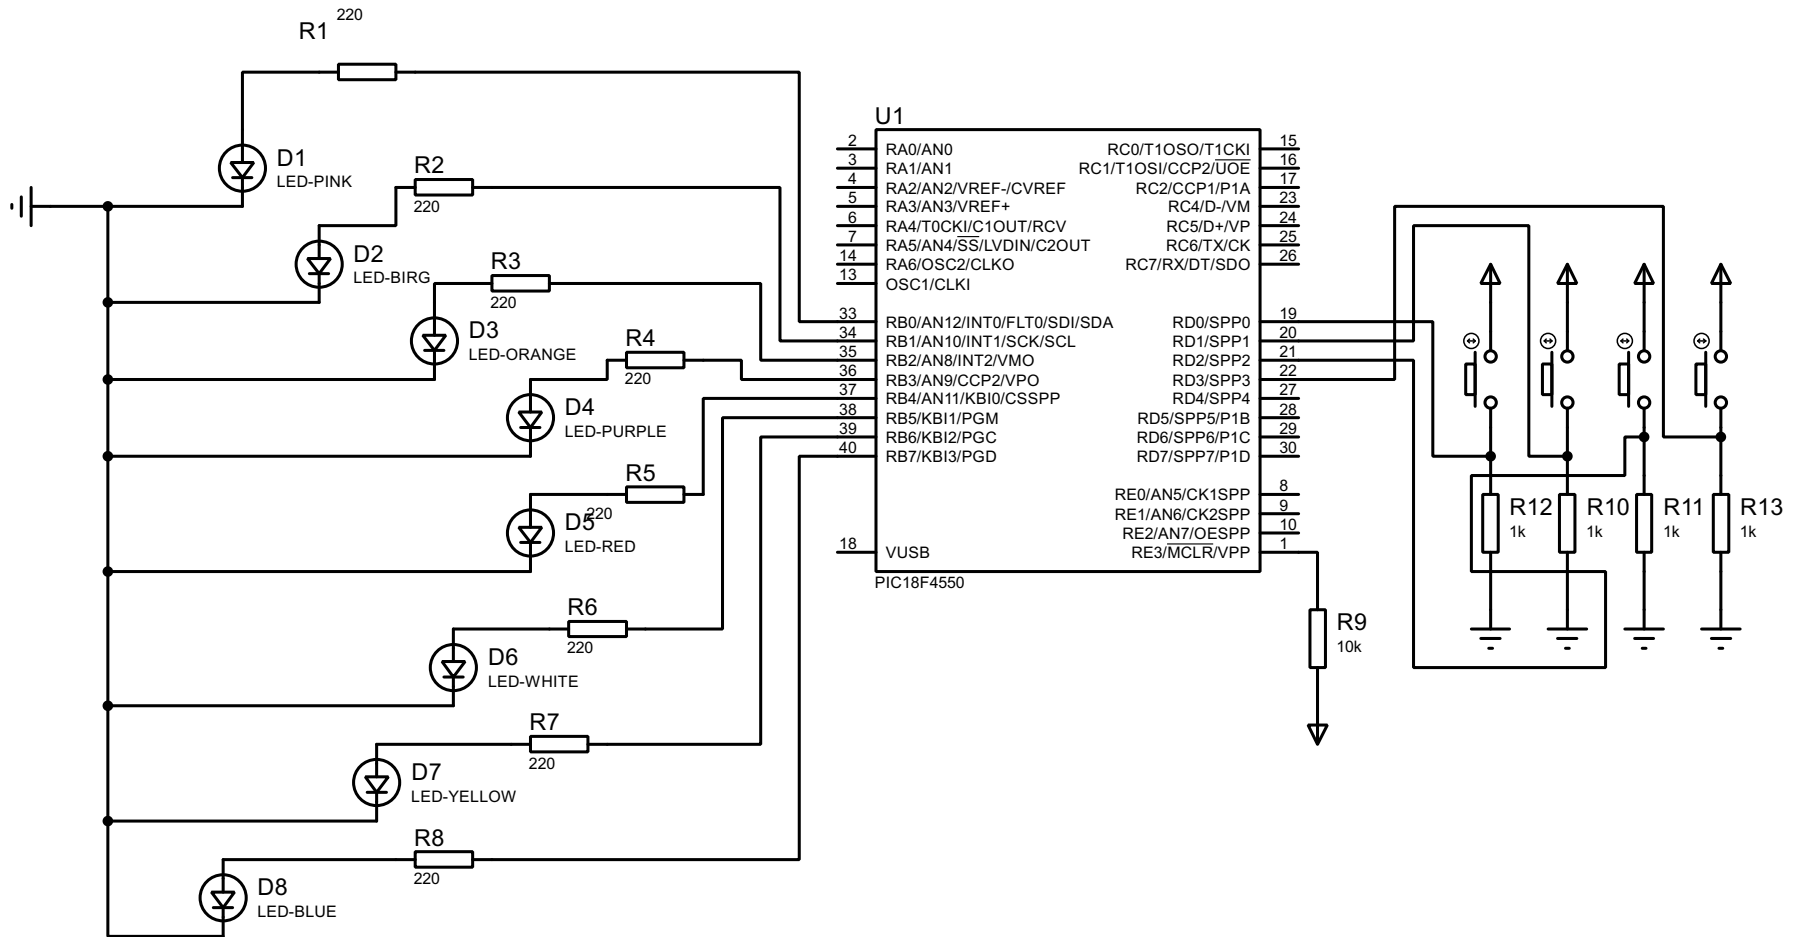 220
R1
D1
LED-PINK
R2
220
D2
LED-BIRG
R3
220
D3
LED-ORANGE
R4
220
D4
LED-PURPLE
R5
220
D5
LED-RED
R6
220
D6
LED-WHITE
R7
220
D7
LED-YELLOW
R8
220
D8
LED-BLUE
U1
2 RA0/AN0
3 RA1/AN1
4 RA2/AN2/VREF-/CVREF
5 RA3/AN3/VREF+
6 RA4/T0CKI/C1OUT/RCV
7 RA5/AN4/SS/LVDIN/C2OUT
14 RA6/OSC2/CLKO
13 OSC1/CLKI
33 RB0/AN12/INT0/FLT0/SDI/SDA
34 RB1/AN10/INT1/SCK/SCL
35 RB2/AN8/INT2/VMO
36 RB3/AN9/CCP2/VPO
37 RB4/AN11/KBI0/CSSPP
38 RB5/KBI1/PGM
39 RB6/KBI2/PGC
40 RB7/KBI3/PGD
18 VUSB
RC0/T1OSO/T1CKI 15
RC1/T1OSI/CCP2/UOE 16
RC2/CCP1/P1A 17
RC4/D-/VM 23
RC5/D+/VP 24
RC6/TX/CK 25
RC7/RX/DT/SDO 26
RD0/SPP0 19
RD1/SPP1 20
RD2/SPP2 21
RD3/SPP3 22
RD4/SPP4 27
RD5/SPP5/P1B 28
RD6/SPP6/P1C 29
RD7/SPP7/P1D 30
RE0/AN5/CK1SPP 8
RE1/AN6/CK2SPP 9
RE2/AN7/OESPP 10
RE3/MCLR/VPP 1
PIC18F4550
R9
10k
R12
1k
R10
1k
R11
1k
R13
1k